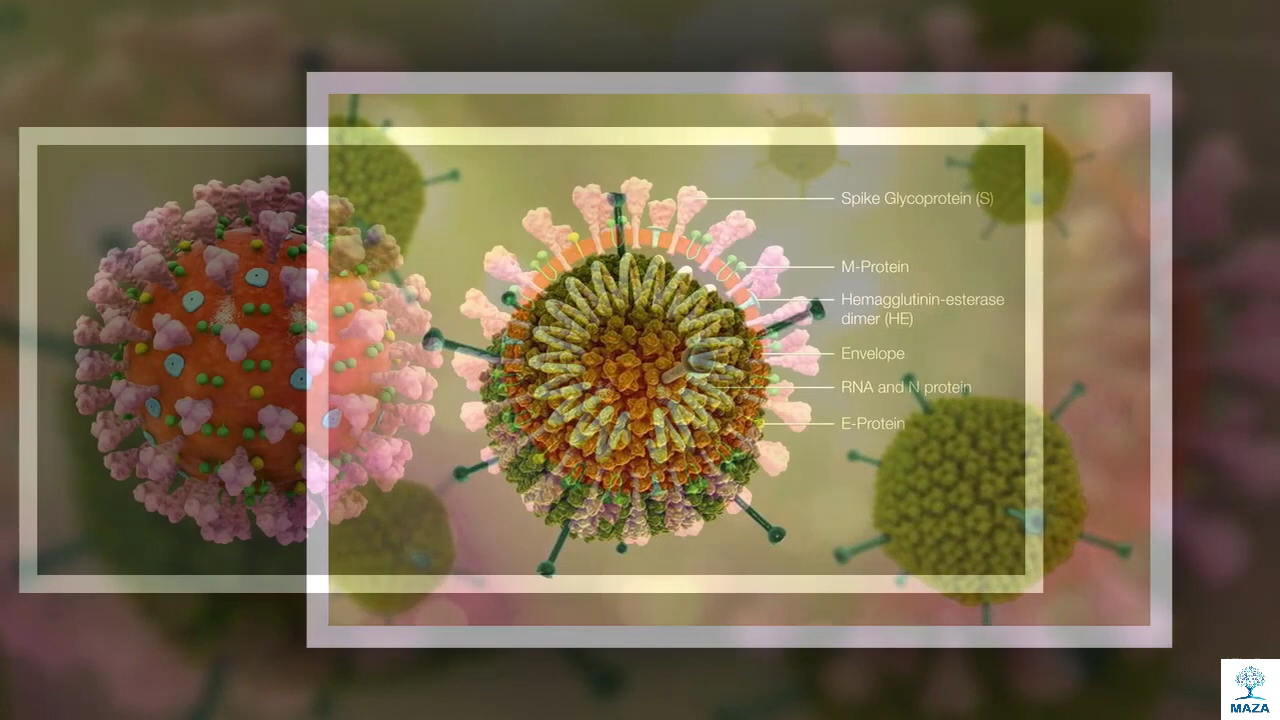 Spike Glycoprotein (S)
M-Protein
Hemagglutinin-esterase
dimer (HE)
Envelope
RNA and N protein
E-Protein
MAZA